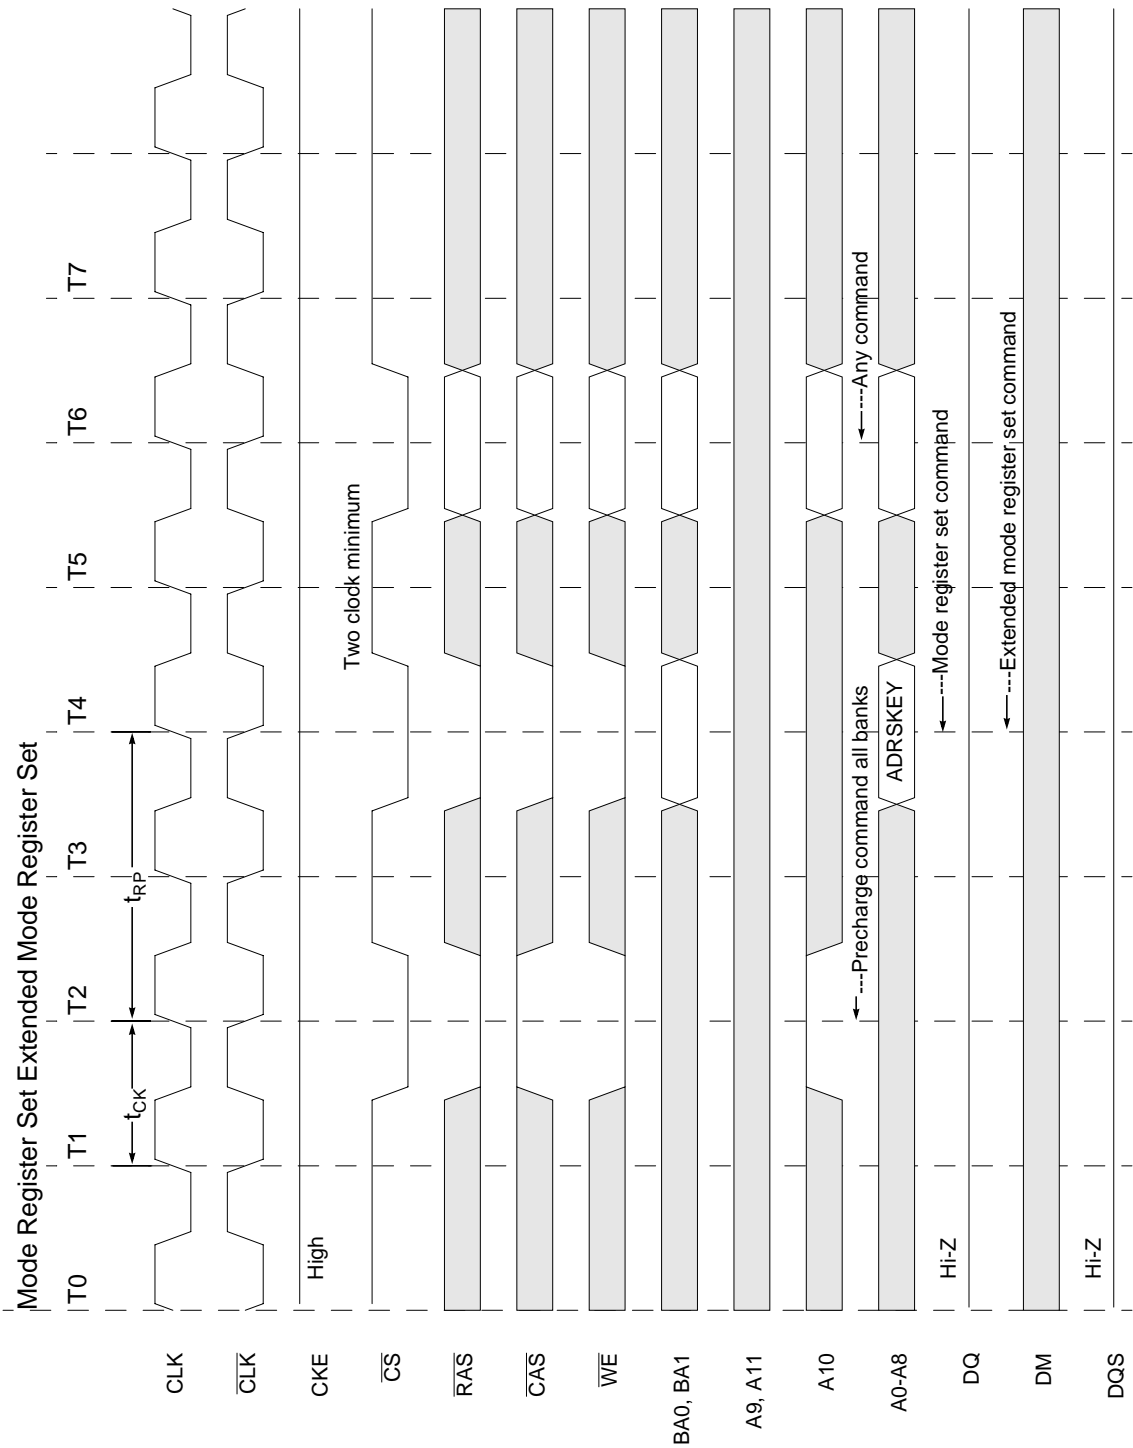 Mode Register Set Extended Mode Register Set
T0 T1 T2 T3 T4 T5 T6 T7
tCK tRP
CLK
CLK
CKE High
CS Two clock minimum
RAS
CAS
WE
BA0, BA1
A9, A11
A10
----Precharge command all banks ----Any command
A0-A8 ADRSKEY
DQ Hi-Z ----Mode register set command
----Extended mode register set command
DM
DQS Hi-Z